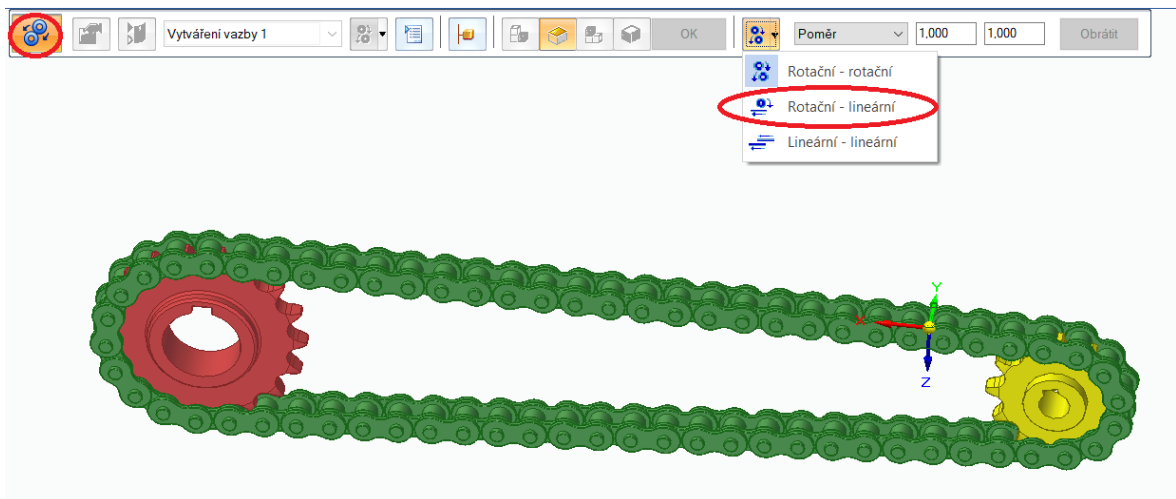 Vytváření vazby 1 OK Poměr 1,000 1,000 Obrátit
Rotační - rotační
Rotační - lineární
Lineární - lineární
Y
X
Z